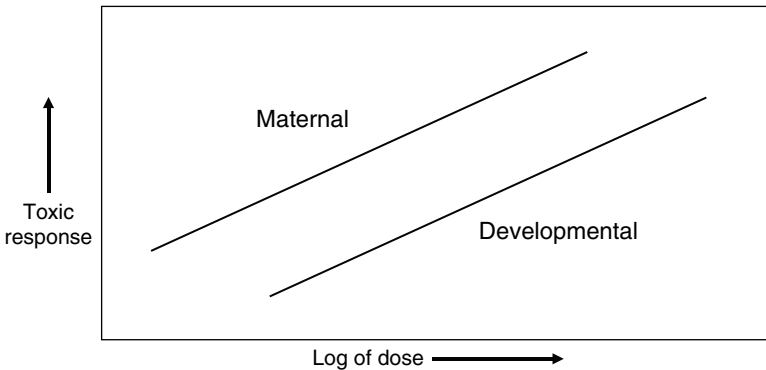 Maternal
Toxic
response
Developmental
Log of dose